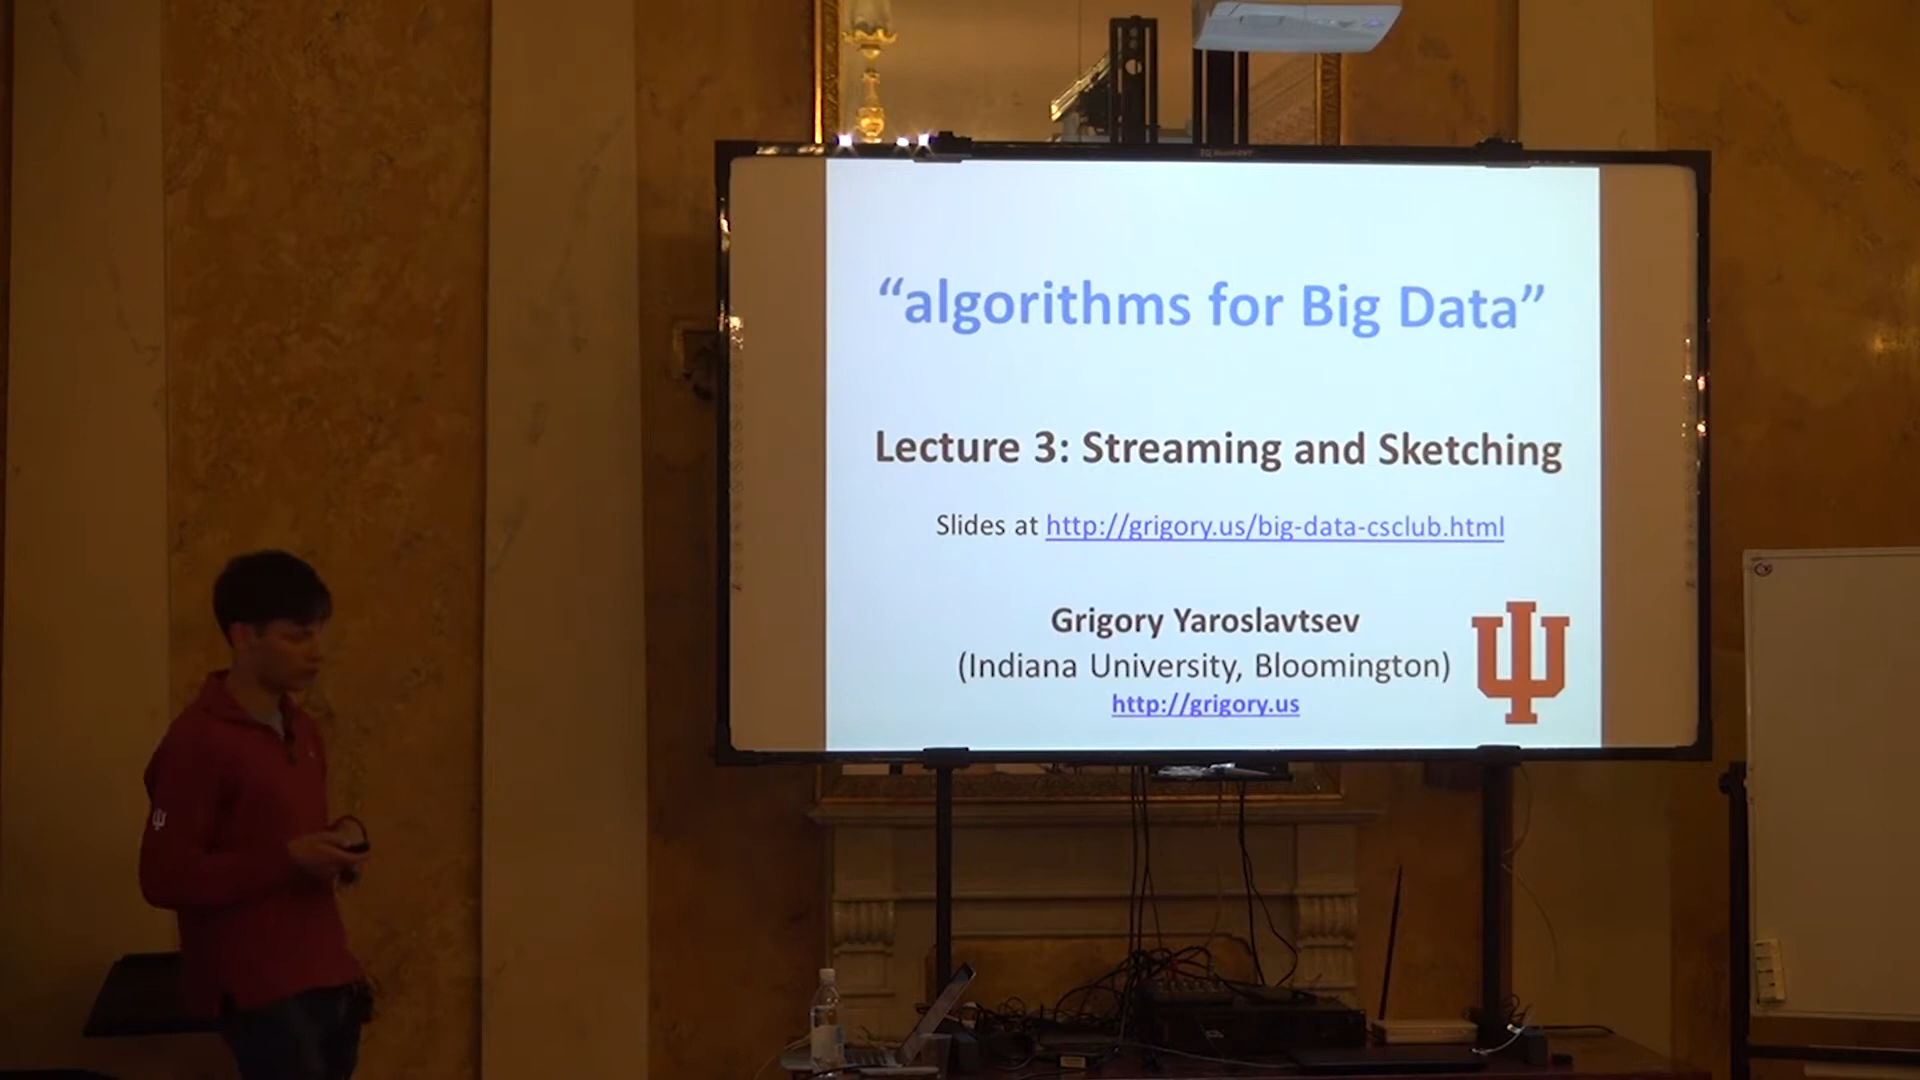 “algorithms for Big Data”
Lecture 3: Streaming and Sketching
Slides at http://grigory.us/big-data-csclub.html
Grigory Yaroslavtsev
(Indiana University, Bloomington)
http://grigory.us